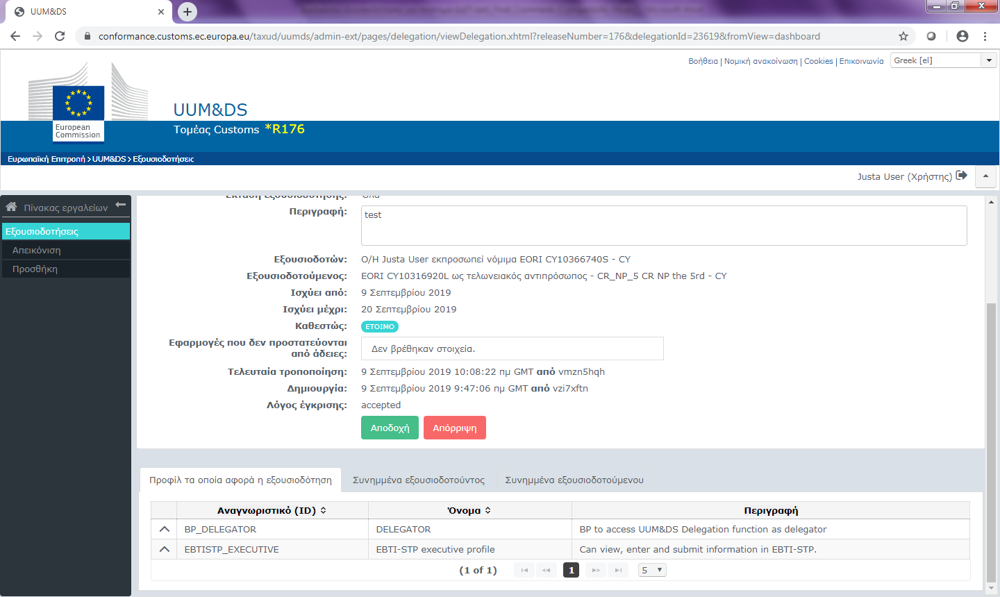 UUM&DS
conformance.customs.ec.europa.eu/taxud/uumds/admin-ext/pages/delegation/viewDelegation.xhtml?releaseNumber=176&delegationId=23619&fromView=dashboard
Βοήθεια | Νομική ανακοίνωση | Cookies | Επικοινωνία Greek [el]
UUM&DS
Τομέας Customs *R176
European
Commission
Ευρωπαϊκή Επιτροπή > UUM&DS > Εξουσιοδοτήσεις
Justa User (Χρήστης)
Πίνακας εργαλείων
Εξουσιοδοτήσεις
Απεικόνιση
Προσθήκη
Έκταση εξουσιοδότησης: Όλα
Περιγραφή: test
Εξουσιοδοτών: Ο/Η Justa User εκπροσωπεί νόμιμα EORI CY10366740S - CY
Εξουσιοδοτούμενος: EORI CY10316920L ως τελωνειακός αντιπρόσωπος - CR_NP_5 CR NP the 5rd - CY
Ισχύει από: 9 Σεπτεμβρίου 2019
Ισχύει μέχρι: 20 Σεπτεμβρίου 2019
Καθεστώς: ΕΤΟΙΜΟ
Εφαρμογές που δεν προστατεύονται
από άδειες: Δεν βρέθηκαν στοιχεία.
Τελευταία τροποποίηση: 9 Σεπτεμβρίου 2019 10:08:22 πμ GMT από vmzn5hqh
Δημιουργία: 9 Σεπτεμβρίου 2019 9:47:06 πμ GMT από vzi7xftn
Λόγος έγκρισης: accepted
Αποδοχή Απόρριψη
Προφίλ τα οποία αφορά η εξουσιοδότηση Συνημμένα εξουσιοδοτούντος Συνημμένα εξουσιοδοτούμενου
Αναγνωριστικό (ID) Όνομα Περιγραφή
BP_DELEGATOR DELEGATOR BP to access UUM&DS Delegation function as delegator
EBTISTP_EXECUTIVE EBTI-STP executive profile Can view, enter and submit information in EBTI-STP.
(1 of 1) 1 5